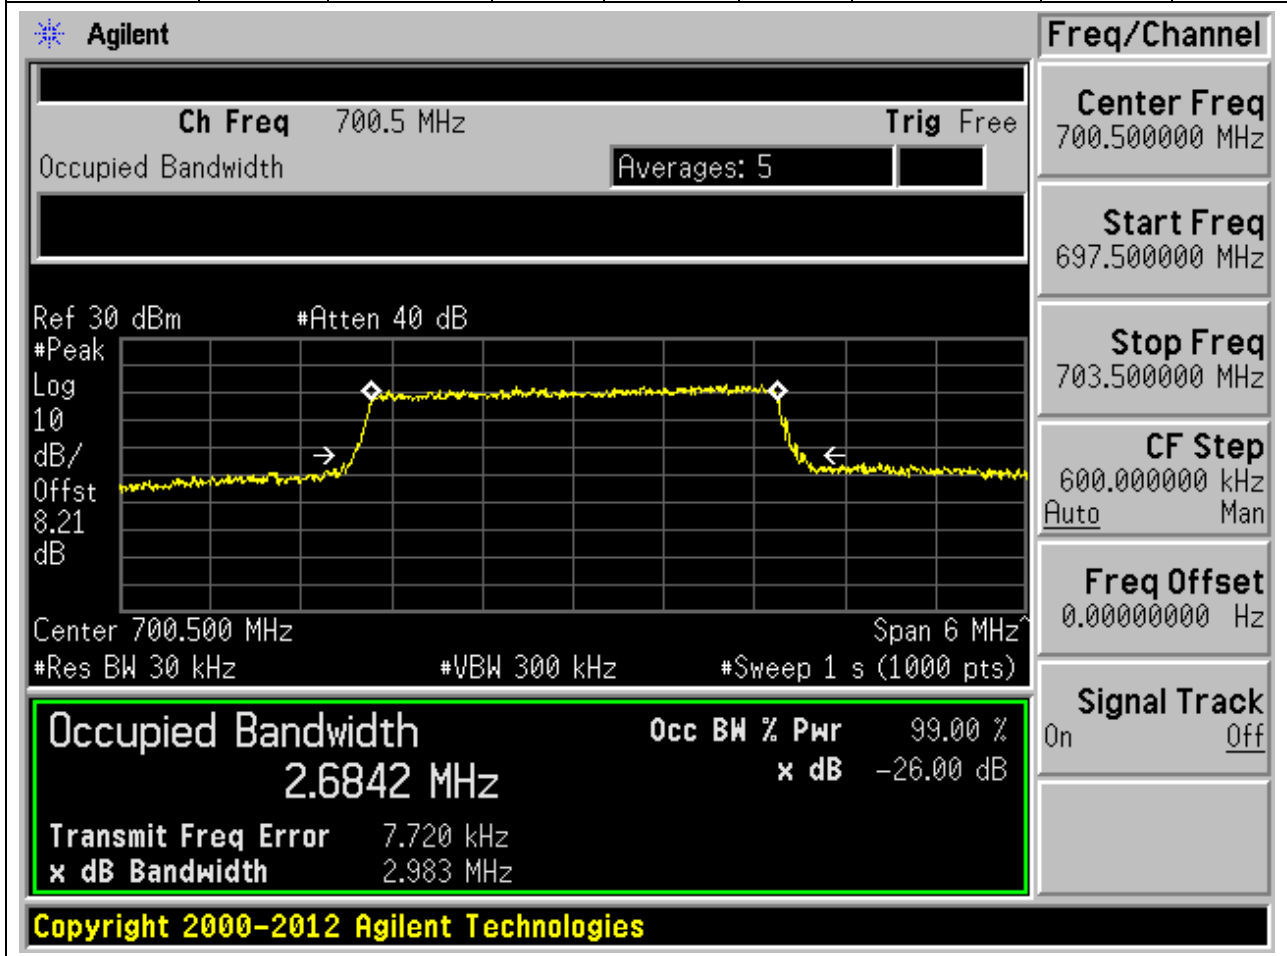 Agilent
Freq/Channel
Ch Freq 700.5 MHz Trig Free
Occupied Bandwidth Averages: 5
Center Freq
700.500000 MHz
Start Freq
697.500000 MHz
Stop Freq
703.500000 MHz
CF Step
600.000000 kHz
Auto Man
Freq Offset
0.00000000 Hz
Signal Track
On Off
Ref 30 dBm #Atten 40 dB
#Peak
Log
10
dB/
Offst
8.21
dB
Center 700.500 MHz Span 6 MHz^
#Res BW 30 kHz #VBW 300 kHz #Sweep 1 s (1000 pts)
Occupied Bandwidth Occ BW % Pwr 99.00 %
2.6842 MHz x dB -26.00 dB
Transmit Freq Error 7.720 kHz
x dB Bandwidth 2.983 MHz
Copyright 2000-2012 Agilent Technologies